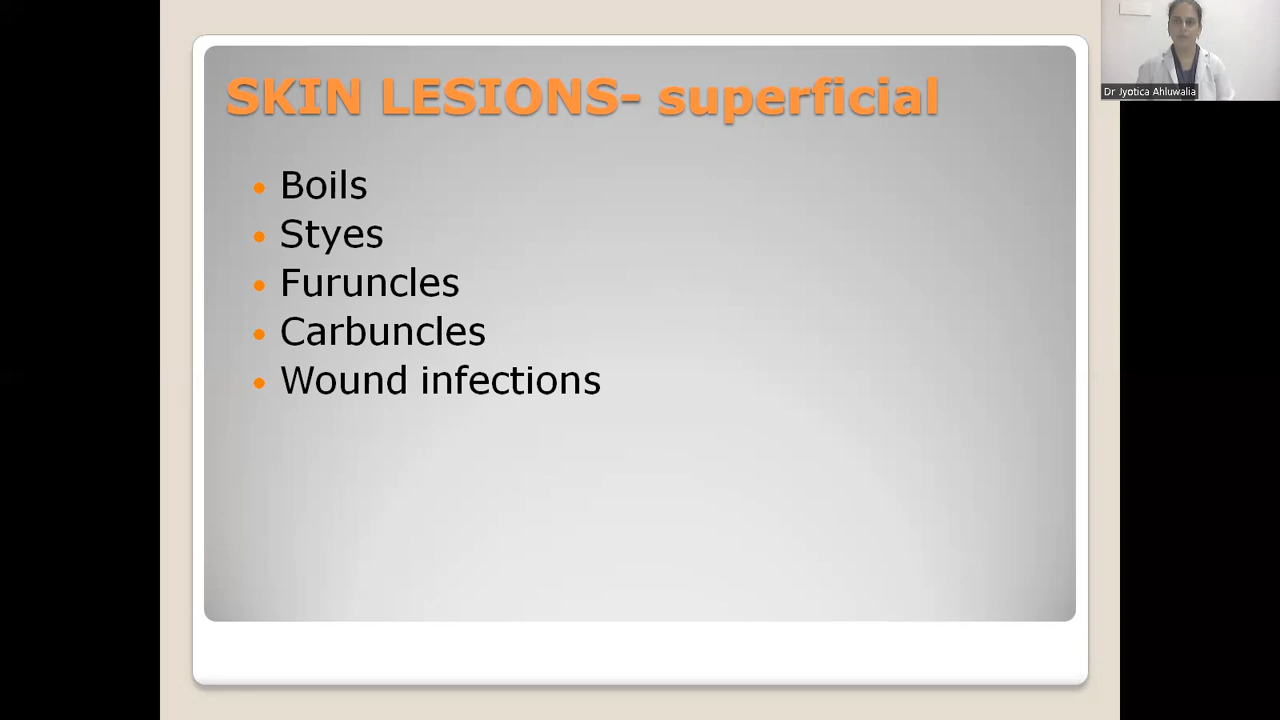 SKIN LESIONS- superficial
Boils
Styes
Furuncles
Carbuncles
Wound infections
Dr Jyotica Ahluwalia